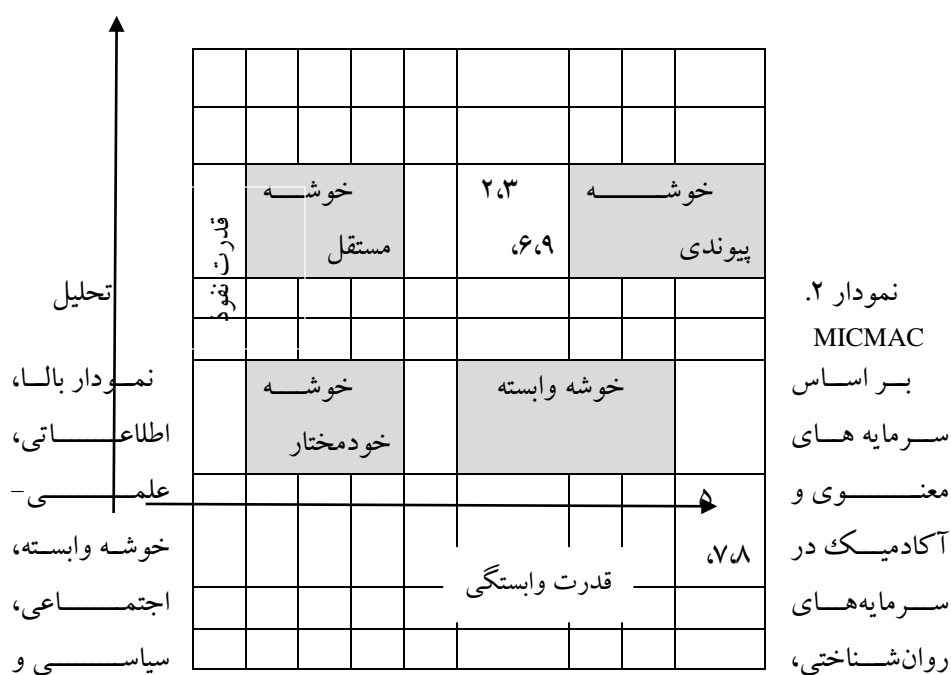 خوشه
مستقل
۲،۳
،۶،۹
خوشه
پیوندی
قدرت نفوذ
خوشه
خودمختار
خوشه وابسته
۵
،۷،۸
قدرت وابستگی
نمودار ۲. تحلیل
MICMAC
بر اساس نمودار بالا،
سرمایه های اطلاعاتی،
معنوی و علمی-
آکادمیک در خوشه وابسته،
سرمایه‌های اجتماعی،
روان‌شناختی، سیاسی و